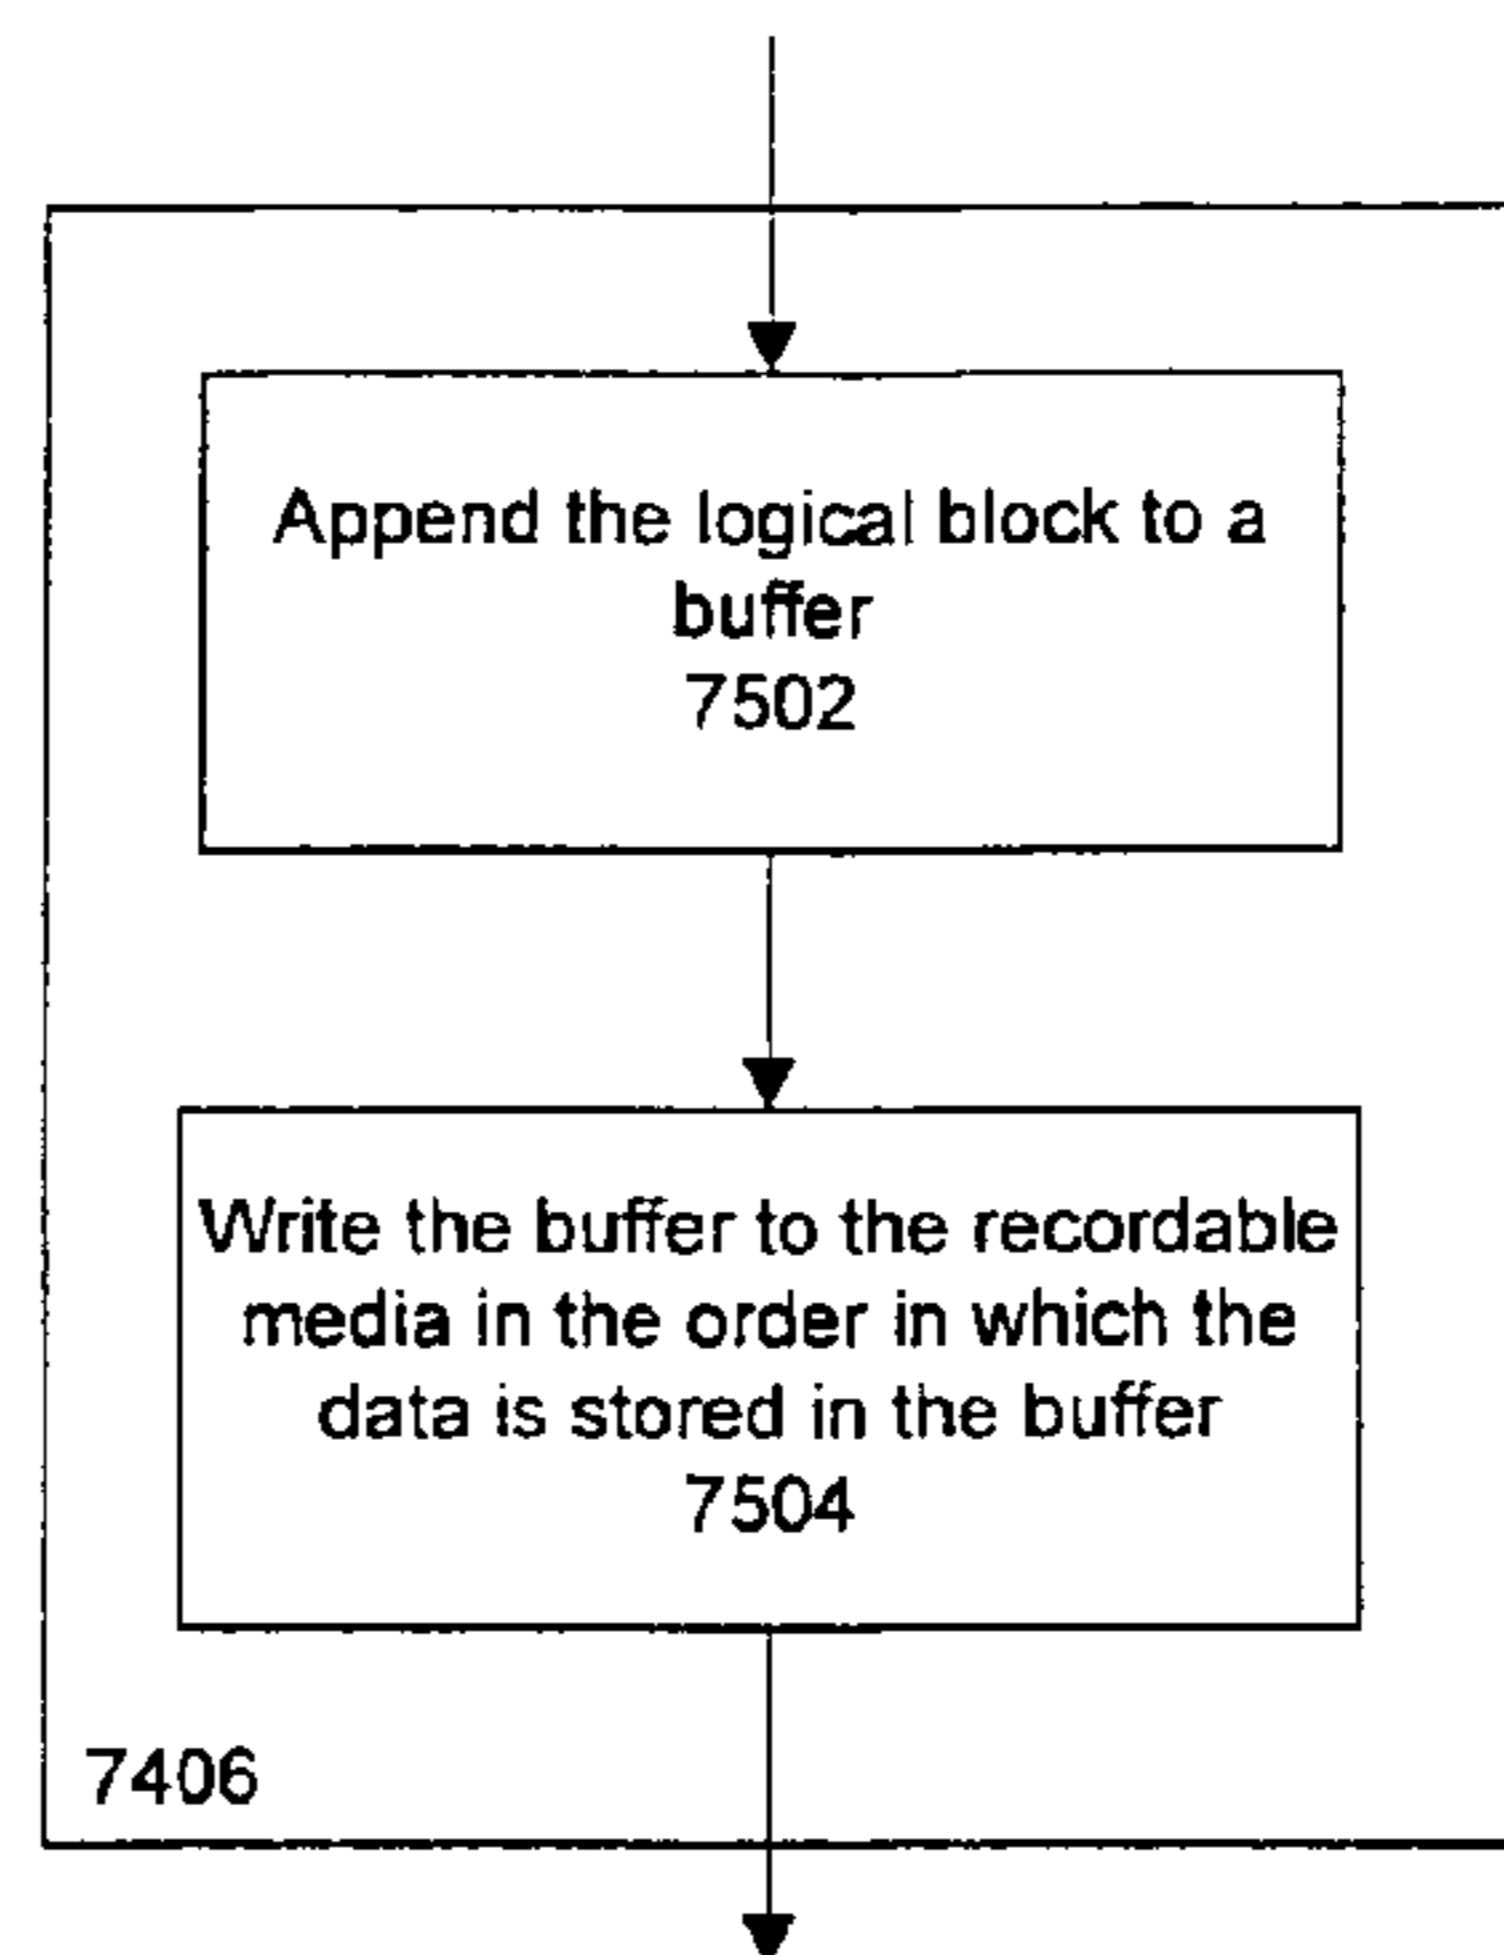 Append the logical block to a
buffer
7502
Write the buffer to the recordable
media in the order in which the
data is stored in the buffer
7504
7406